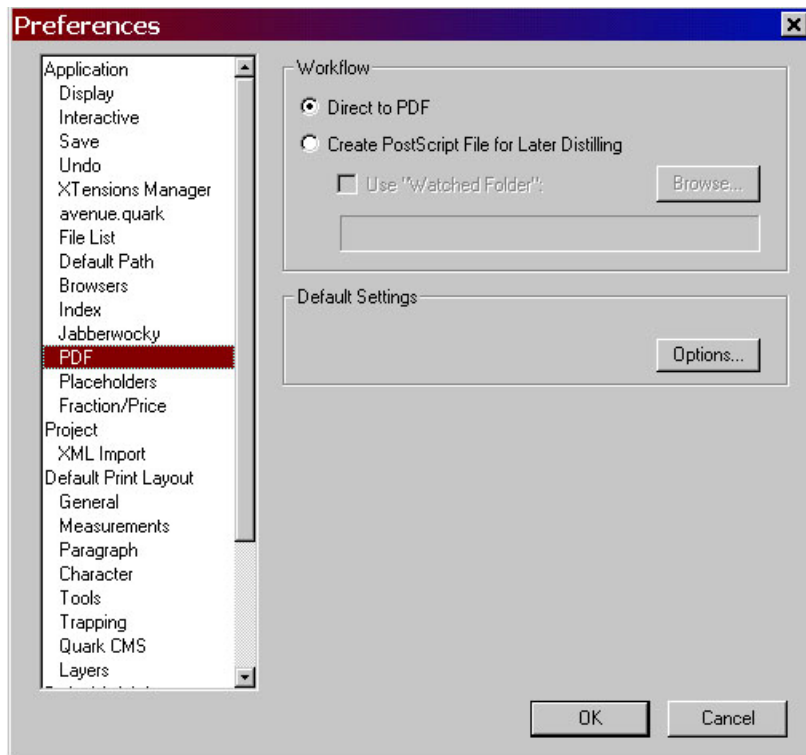 Preferences
Application
Display
Interactive
Save
Undo
XTensions Manager
avenue.quark
File List
Default Path
Browsers
Index
Jabberwocky
PDF
Placeholders
Fraction/Price
Project
XML Import
Default Print Layout
General
Measurements
Paragraph
Character
Tools
Trapping
Quark CMS
Layers
Workflow
Direct to PDF
Create PostScript File for Later Distilling
Use "Watched Folder":
Browse...
Default Settings
Options...
OK
Cancel